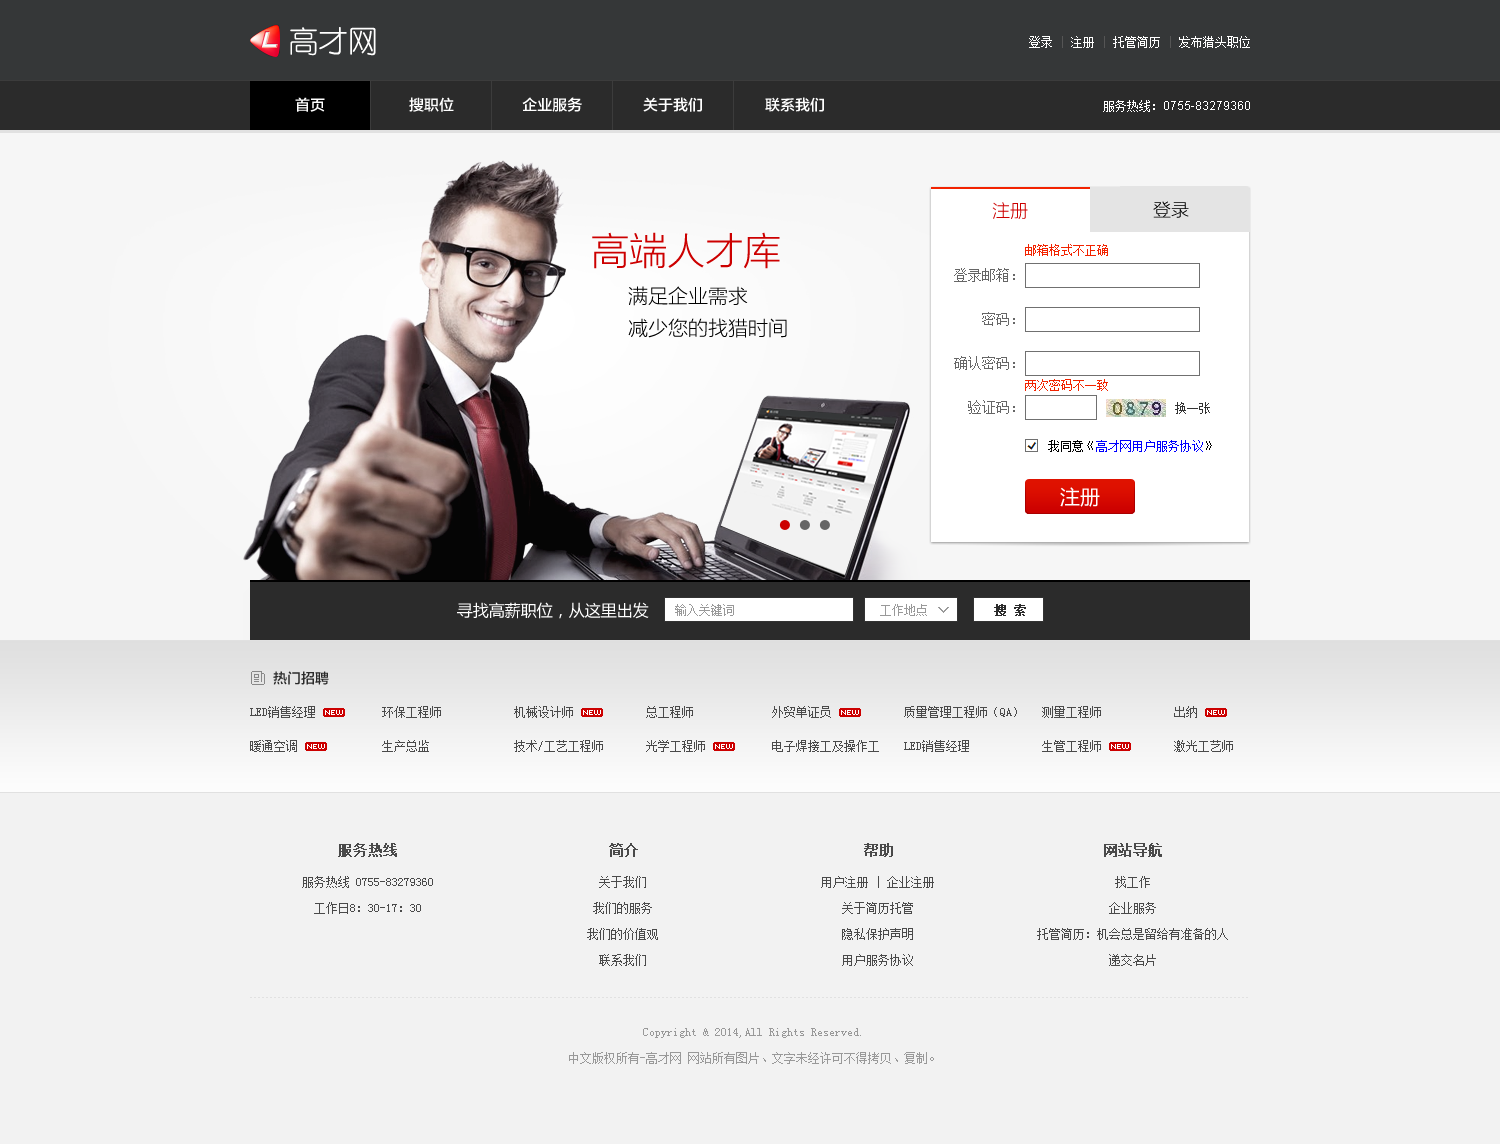 高才网
登录 | 注册 | 托管简历 | 发布猎头职位
首页 搜职位 企业服务 关于我们 联系我们 服务热线：0755-83279360
注册 登录
高端人才库
满足企业需求
减少您的找猎时间
邮箱格式不正确
登录邮箱：
密码：
确认密码：
两次密码不一致
验证码： 0879 换一张
我同意《高才网用户服务协议》
注册
寻找高薪职位，从这里出发 输入关键词 工作地点 搜 索
热门招聘
LED销售经理 NEW 环保工程师 机械设计师 NEW 总工程师 外贸单证员 NEW 质量管理工程师（QA） 测量工程师 出纳 NEW
暖通空调 NEW 生产总监 技术/工艺工程师 光学工程师 NEW 电子焊接工及操作工 LED销售经理 生管工程师 NEW 激光工艺师
服务热线 简介 帮助 网站导航
服务热线 0755-83279360 关于我们 用户注册 | 企业注册 找工作
工作日8：30-17：30 我们的服务 关于简历托管 企业服务
我们的价值观 隐私保护声明 托管简历：机会总是留给有准备的人
联系我们 用户服务协议 递交名片
Copyright & 2014,All Rights Reserved.
中文版权所有-高才网 网站所有图片、文字未经许可不得拷贝、复制。